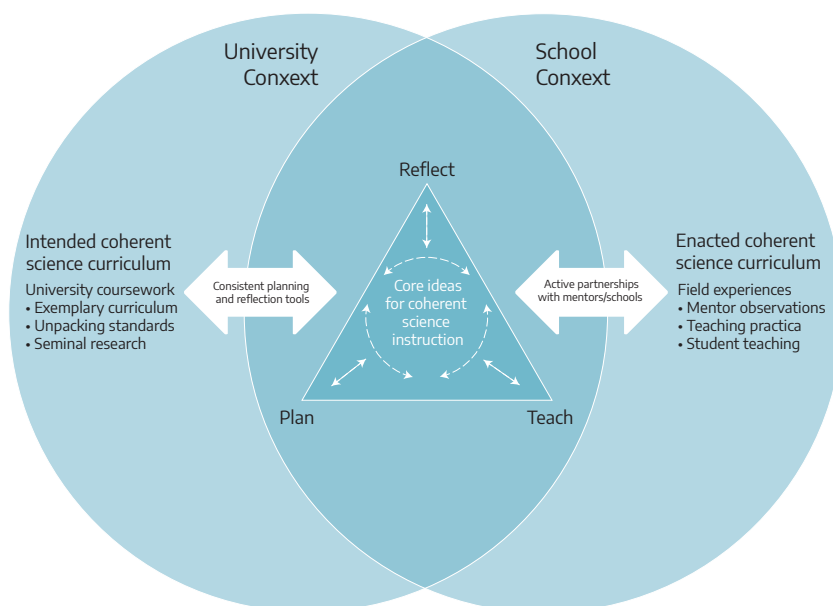 University
Conxext
School
Conxext
Reflect
Intended coherent
science curriculum
University coursework
• Exemplary curriculum
• Unpacking standards
• Seminal research
Consistent planning
and reflection tools
Core ideas
for coherent
science
instruction
Active partnerships
with mentors/schools
Enacted coherent
science curriculum
Field experiences
• Mentor observations
• Teaching practica
• Student teaching
Plan
Teach